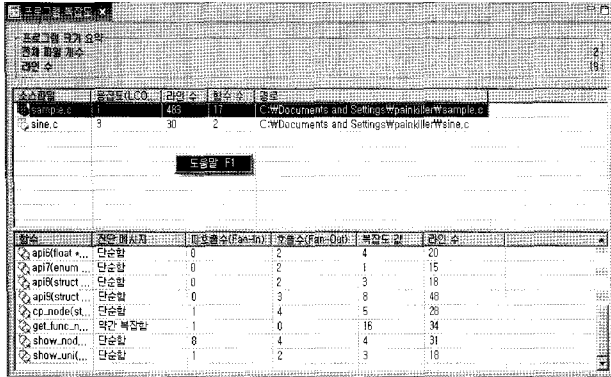 프로그램 복잡도
프로그램 크기 요약
전체 파일 개수 2
라인 수 19
소스파일 응집도(LCO... 라인 수 함수 수 경로
sample.c 1 483 17 C:₩Documents and Settings₩painkiller₩sample.c
sine.c 3 30 2 C:₩Documents and Settings₩painkiller₩sine.c
도움말 F1
함수 진단 메시지 피호출수(Fan-In) 호출수(Fan-Out) 복잡도 값 라인 수
api6(float *... 단순함 0 2 4 20
api7(enum ... 단순함 0 2 1 15
api8(struct ... 단순함 0 2 3 18
api9(struct ... 단순함 0 3 8 48
cp_node(st... 단순함 1 4 5 28
get_func_n... 약간 복잡함 1 0 16 34
show_nod... 단순함 8 4 4 31
show_uni(... 단순함 1 2 3 18